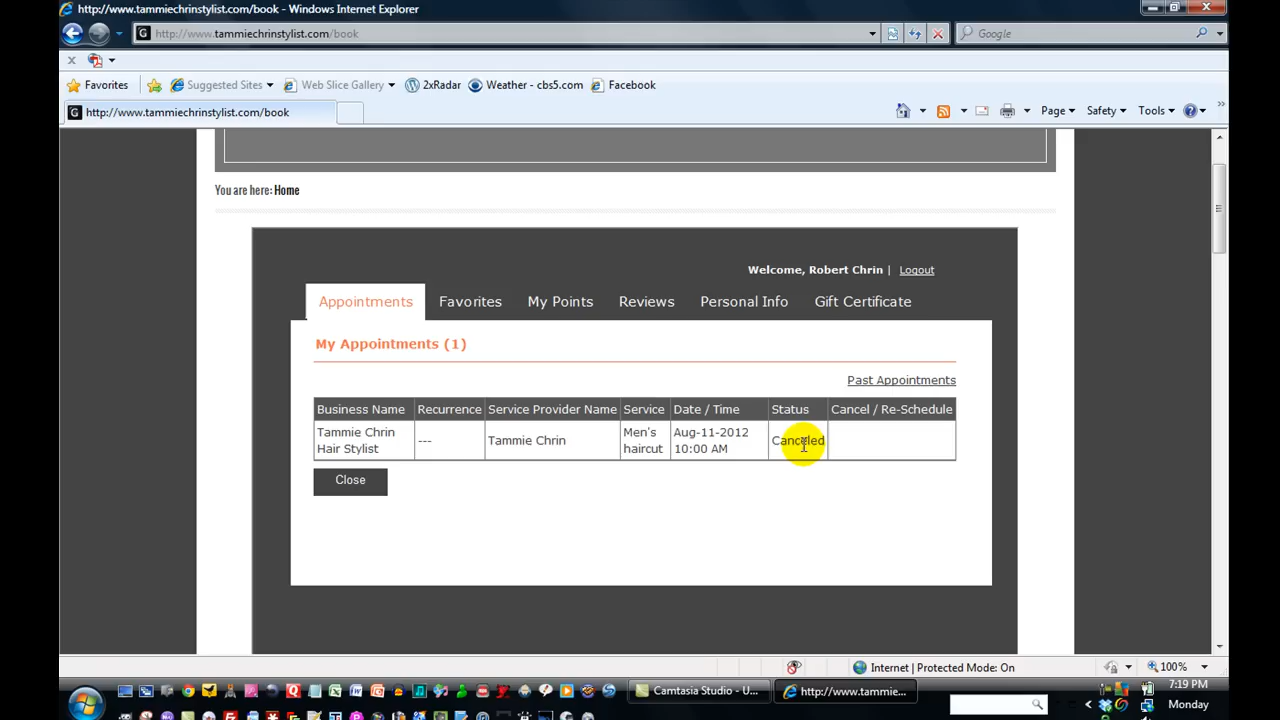 http://www.tammiechrinstylist.com/book - Windows Internet Explorer
http://www.tammiechrinstylist.com/book
Google
Favorites
Suggested Sites
Web Slice Gallery
2xRadar
Weather - cbs5.com
Facebook
http://www.tammiechrinstylist.com/book
Page
Safety
Tools
You are here: Home
Welcome, Robert Chrin | Logout
Appointments
Favorites
My Points
Reviews
Personal Info
Gift Certificate
My Appointments (1)
Past Appointments
Business Name
Recurrence
Service Provider Name
Service
Date / Time
Status
Cancel / Re-Schedule
Tammie Chrin
Hair Stylist
---
Tammie Chrin
Men's
haircut
Aug-11-2012
10:00 AM
Canceled
Close
Internet | Protected Mode: On
100%
Camtasia Studio - U...
http://www.tammie...
7:19 PM
Monday